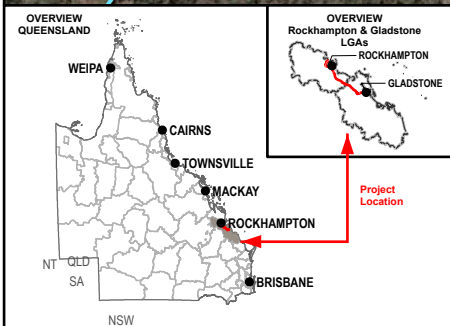 OVERVIEW
QUEENSLAND
WEIPA
CAIRNS
TOWNSVILLE
MACKAY
ROCKHAMPTON
BRISBANE
NT
QLD
SA
NSW
OVERVIEW
Rockhampton & Gladstone
LGAs
ROCKHAMPTON
GLADSTONE
Project
Location